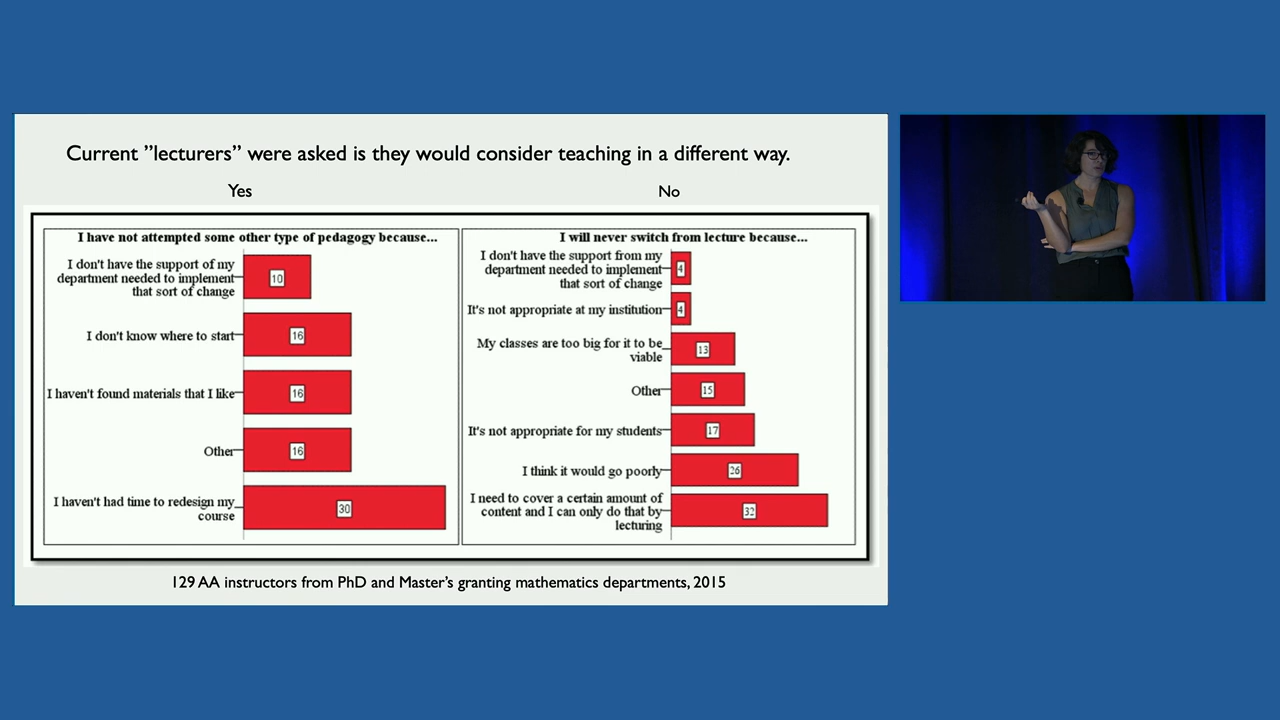 Current ”lecturers” were asked is they would consider teaching in a different way.
Yes
No
I have not attempted some other type of pedagogy because...
I don't have the support of my
department needed to implement
that sort of change
10
I don't know where to start
16
I haven't found materials that I like
16
Other
16
I haven't had time to redesign my
course
30
I will never switch from lecture because...
I don't have the support from my
department needed to implement
that sort of change
4
It's not appropriate at my institution
4
My classes are too big for it to be
viable
13
Other
15
It's not appropriate for my students
17
I think it would go poorly
26
I need to cover a certain amount of
content and I can only do that by
lecturing
32
129 AA instructors from PhD and Master’s granting mathematics departments, 2015